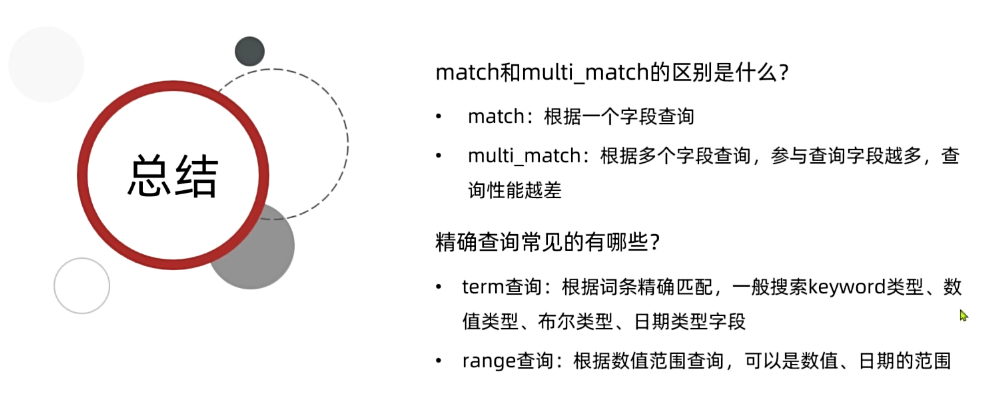 总结
match和multi_match的区别是什么？
• match：根据一个字段查询
• multi_match：根据多个字段查询，参与查询字段越多，查
询性能越差
精确查询常见的有哪些？
• term查询：根据词条精确匹配，一般搜索keyword类型、数
值类型、布尔类型、日期类型字段
• range查询：根据数值范围查询，可以是数值、日期的范围